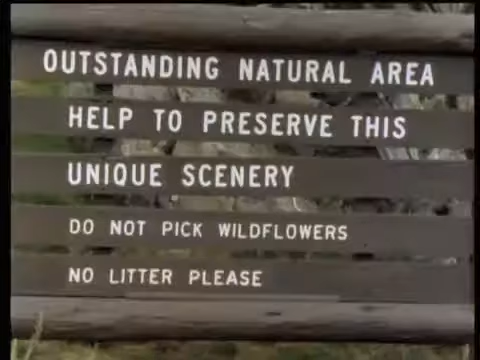 OUTSTANDING NATURAL AREA
HELP TO PRESERVE THIS
UNIQUE SCENERY
DO NOT PICK WILDFLOWERS
NO LITTER PLEASE